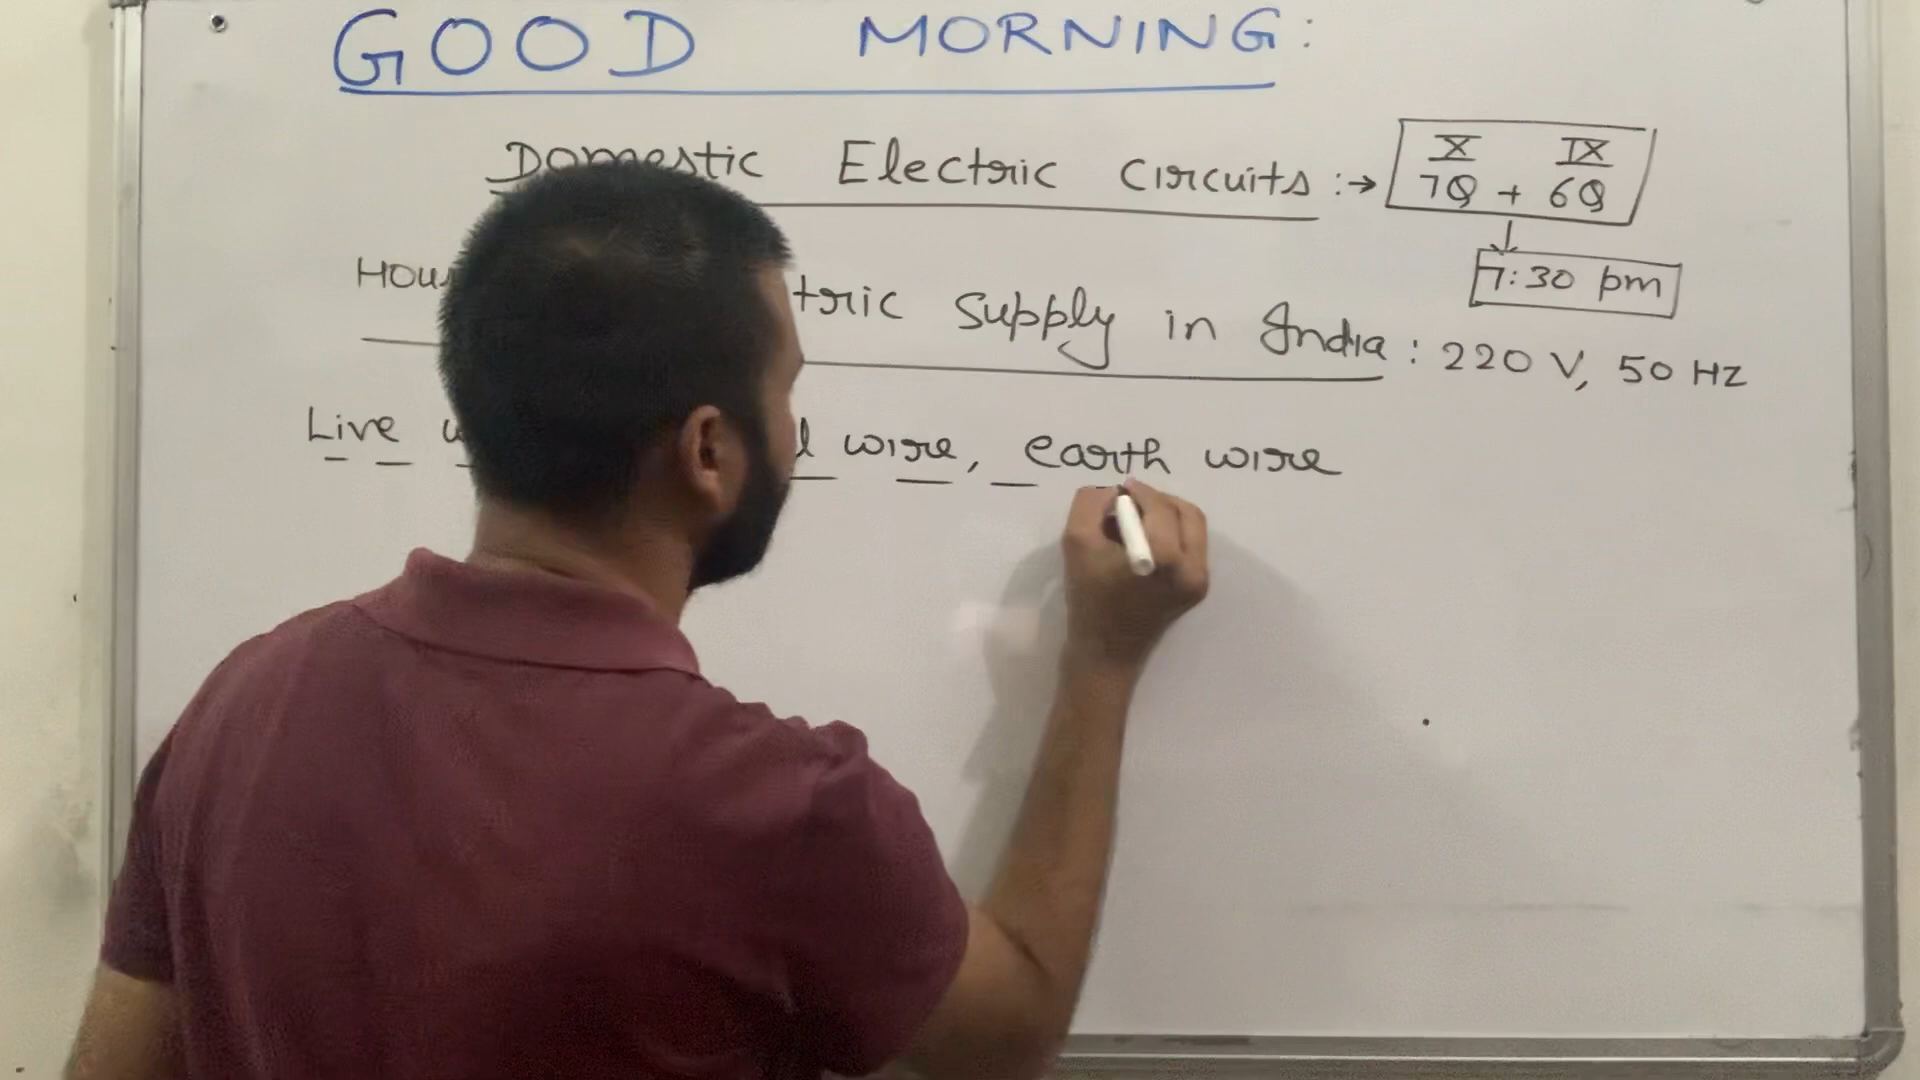 GOOD MORNING:
Domestic Electric Circuits :→
X IX
7Q + 6Q
7:30 pm
Supply in India : 220 V, 50 HZ
Live wire, earth wire